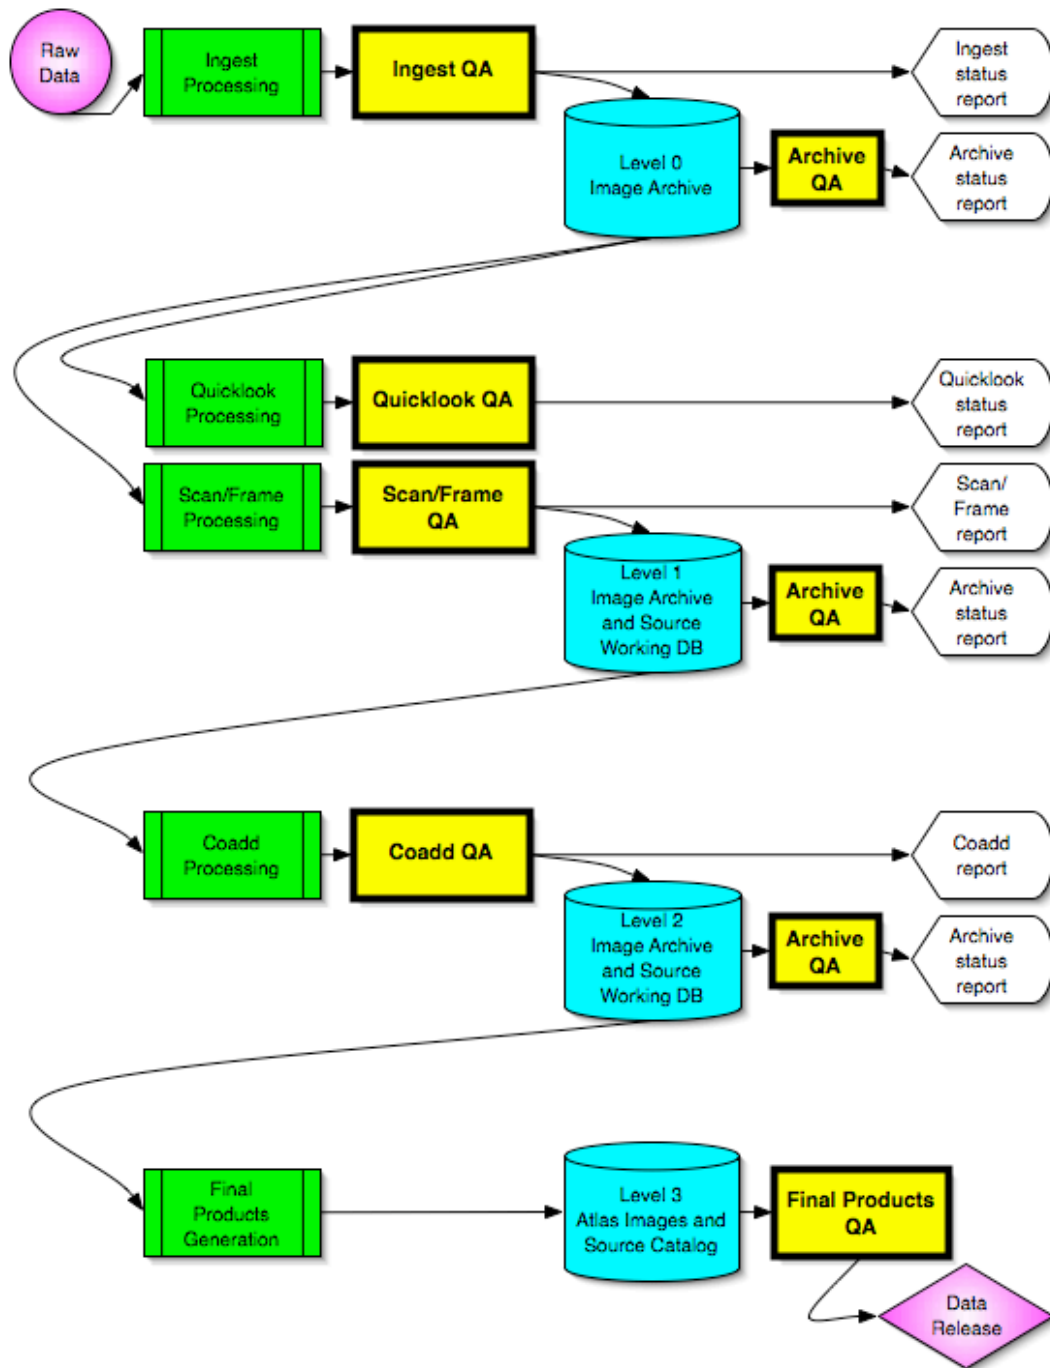 Raw
Data
Ingest
Processing
Ingest QA
Ingest
status
report
Level 0
Image Archive
Archive
QA
Archive
status
report
Quicklook
Processing
Quicklook QA
Quicklook
status
report
Scan/Frame
Processing
Scan/Frame
QA
Scan/
Frame
report
Level 1
Image Archive
and Source
Working DB
Archive
QA
Archive
status
report
Coadd
Processing
Coadd QA
Coadd
report
Level 2
Image Archive
and Source
Working DB
Archive
QA
Archive
status
report
Final
Products
Generation
Level 3
Atlas Images and
Source Catalog
Final Products
QA
Data
Release